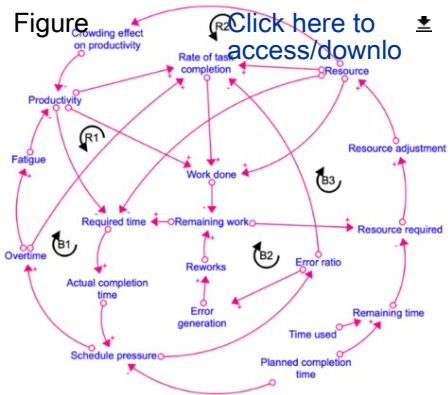 Figure
Click here to
access/downlo
R2
Crowding effect
on productivity
Rate of task
completion
Resource
Productivity
R1
Fatigue
Work done
Resource adjustment
B3
Required time
Remaining work
Resource required
Overtime
B1
B2
Reworks
Error ratio
Actual completion
time
Error
generation
Remaining time
Time used
Schedule pressure
Planned completion
time